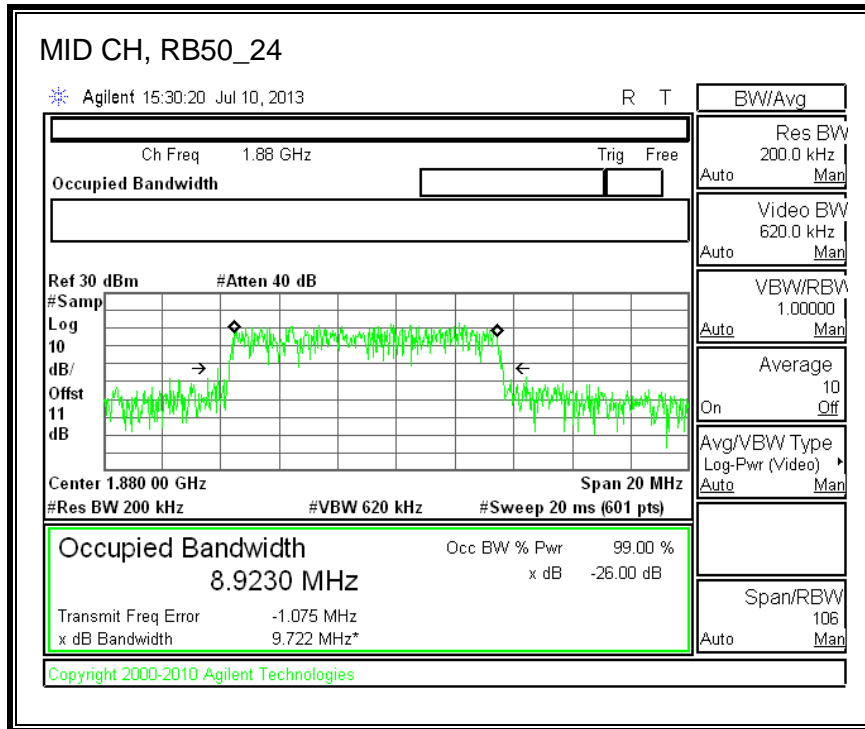 MID CH, RB50_24
Agilent 15:30:20 Jul 10, 2013 R T
BW/Avg
Ch Freq 1.88 GHz Trig Free
Occupied Bandwidth
Res BW
200.0 kHz
Auto Man
Video BW
620.0 kHz
Auto Man
VBW/RBW
1.00000
Auto Man
Average
10
On Off
Avg/VBW Type
Log-Pwr (Video)
Auto Man
Span/RBW
106
Auto Man
Ref 30 dBm #Atten 40 dB
#Samp
Log
10
dB/
Offst
11
dB
Center 1.880 00 GHz Span 20 MHz
#Res BW 200 kHz #VBW 620 kHz #Sweep 20 ms (601 pts)
Occupied Bandwidth
8.9230 MHz
Occ BW % Pwr 99.00 %
x dB -26.00 dB
Transmit Freq Error -1.075 MHz
x dB Bandwidth 9.722 MHz*
Copyright 2000-2010 Agilent Technologies